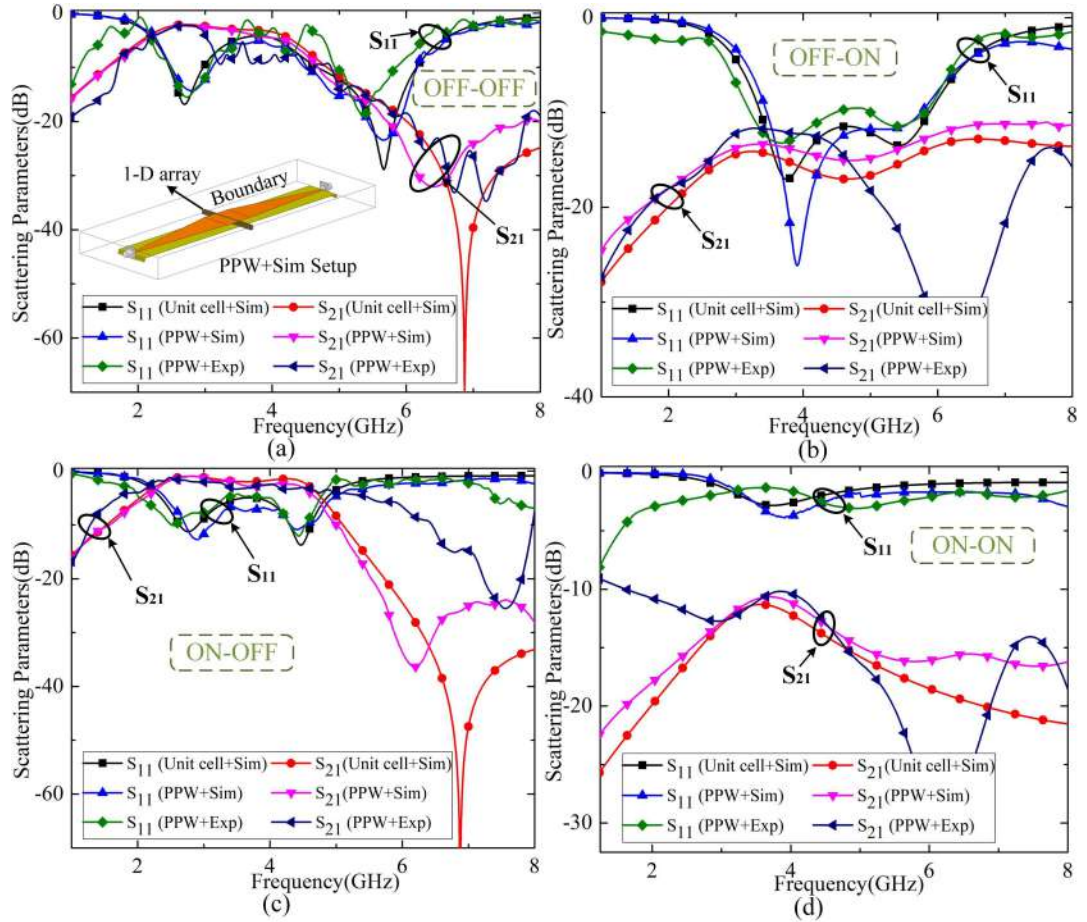 0
-20
-40
-60
Scattering Parameters(dB)
S11
OFF-OFF
1-D array
Boundary
PPW+Sim Setup
S21
S11 (Unit cell+Sim)
S21(Unit cell+Sim)
S11 (PPW+Sim)
S21(PPW+Sim)
S11 (PPW+Exp)
S21 (PPW+Exp)
2 4 6 8
Frequency(GHz)
(a)
0
-10
-20
-30
-40
Scattering Parameters(dB)
OFF-ON
S11
S21
S11 (Unit cell+Sim)
S21(Unit cell+Sim)
S11 (PPW+Sim)
S21(PPW+Sim)
S11 (PPW+Exp)
S21 (PPW+Exp)
2 4 6 8
Frequency(GHz)
(b)
0
-20
-40
-60
Scattering Parameters(dB)
S21
S11
ON-OFF
S11 (Unit cell+Sim)
S21(Unit cell+Sim)
S11 (PPW+Sim)
S21(PPW+Sim)
S11 (PPW+Exp)
S21 (PPW+Exp)
2 4 6 8
Frequency(GHz)
(c)
0
-10
-20
-30
Scattering Parameters(dB)
S11
ON-ON
S21
S11 (Unit cell+Sim)
S21(Unit cell+Sim)
S11 (PPW+Sim)
S21(PPW+Sim)
S11 (PPW+Exp)
S21 (PPW+Exp)
2 4 6 8
Frequency(GHz)
(d)